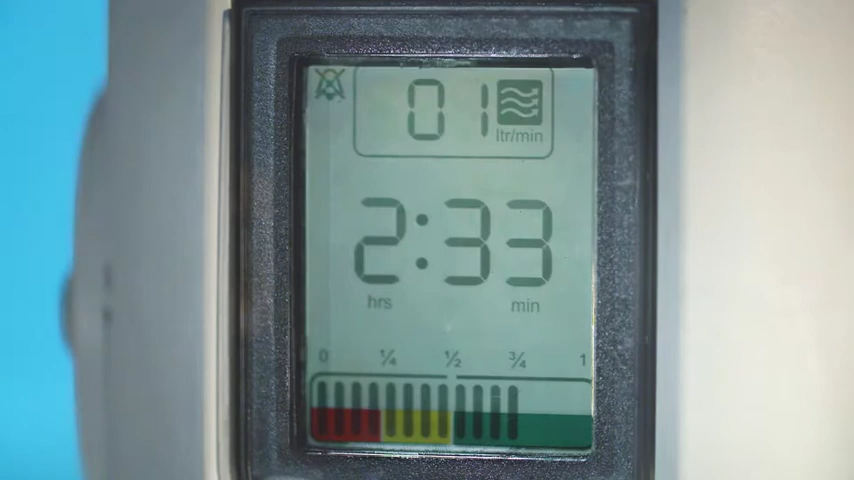 01
ltr/min
2:33
hrs min
0 ¼ ½ ¾ 1